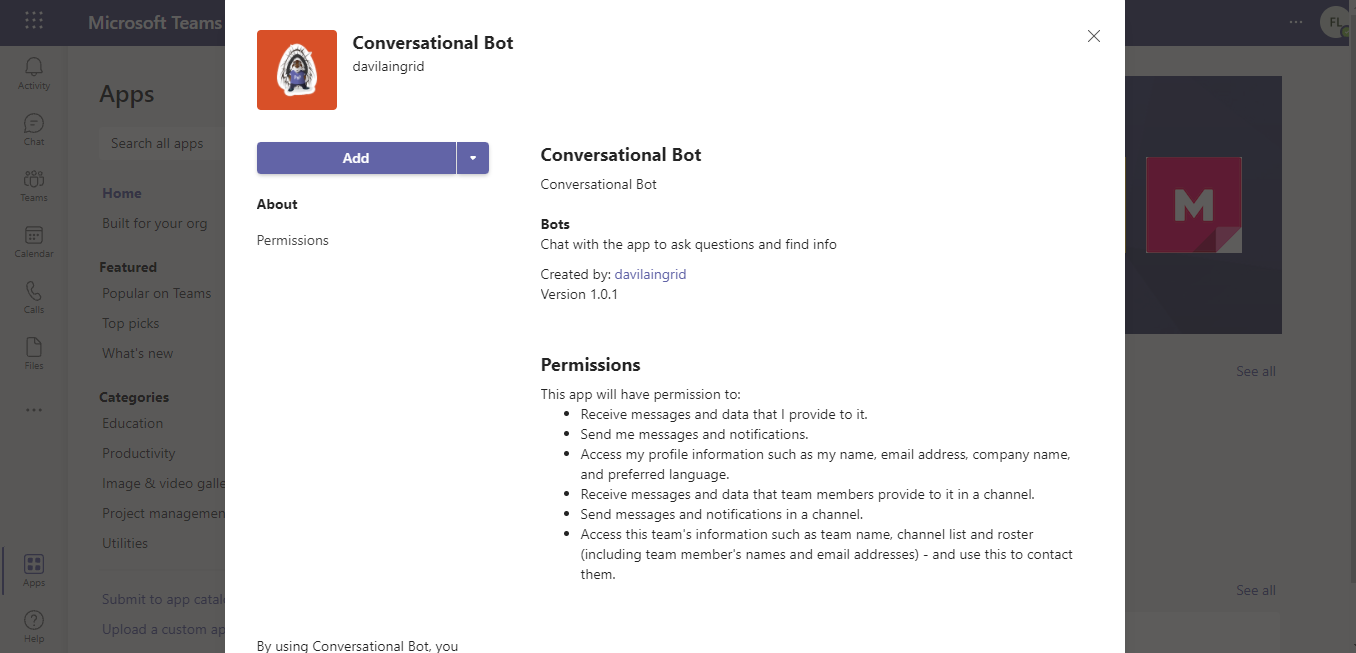 Microsoft Teams
FL
Activity
Chat
Teams
Calendar
Calls
Files
Apps
Help
Apps
Search all apps
Home
Built for your org
Featured
Popular on Teams
Top picks
What's new
Categories
Education
Productivity
Image & video galle
Project managemen
Utilities
Submit to app catal
Upload a custom ap
Conversational Bot
davilaingrid
Add
About
Permissions
Conversational Bot
Conversational Bot
Bots
Chat with the app to ask questions and find info
Created by: davilaingrid
Version 1.0.1
Permissions
This app will have permission to:
• Receive messages and data that I provide to it.
• Send me messages and notifications.
• Access my profile information such as my name, email address, company name,
and preferred language.
• Receive messages and data that team members provide to it in a channel.
• Send messages and notifications in a channel.
• Access this team's information such as team name, channel list and roster
(including team member's names and email addresses) - and use this to contact
them.
By using Conversational Bot, you
M
See all
See all